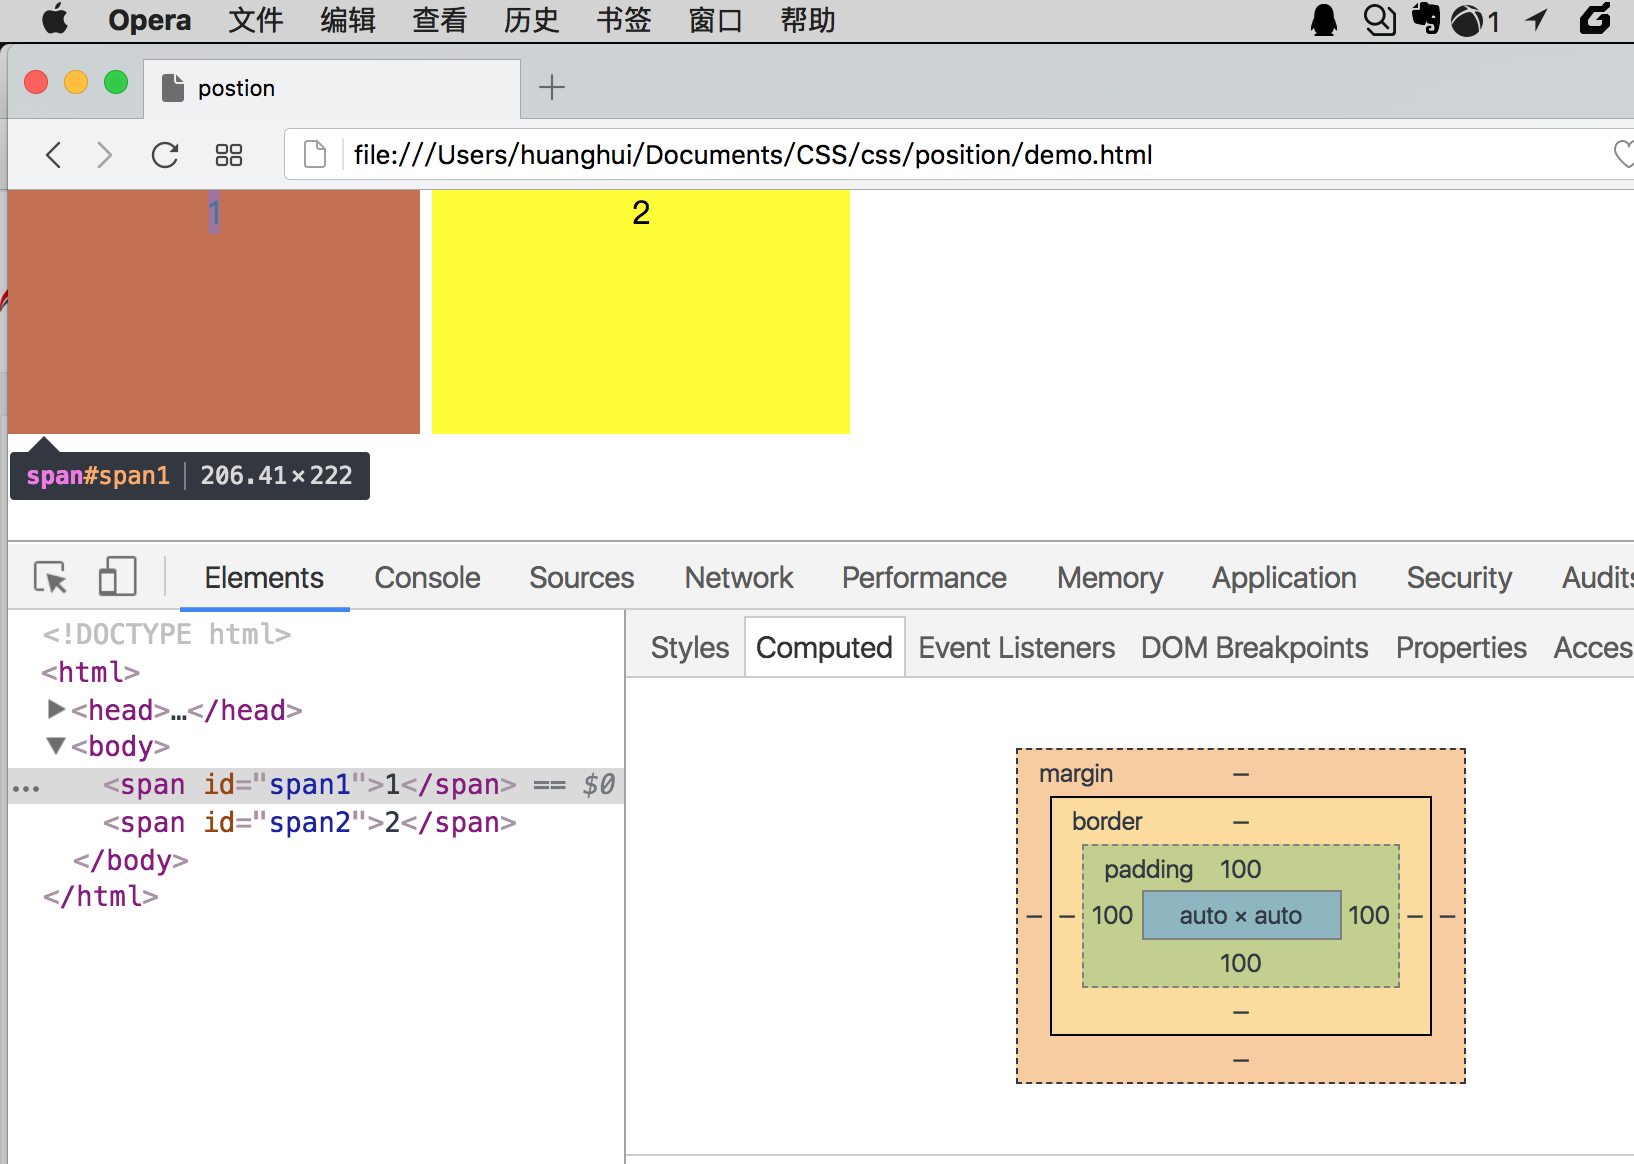 Opera 文件 编辑 查看 历史 书签 窗口 帮助 1
postion
file:///Users/huanghui/Documents/CSS/css/position/demo.html
1 2
span#span1 206.41×222
Elements Console Sources Network Performance Memory Application Security Audits
<!DOCTYPE html>
<html>
<head>…</head>
<body>
... <span id="span1">1</span> == $0
<span id="span2">2</span>
</body>
</html>
Styles Computed Event Listeners DOM Breakpoints Properties Acces
margin –
border –
padding 100
– – 100 auto × auto 100 – –
100
–
–